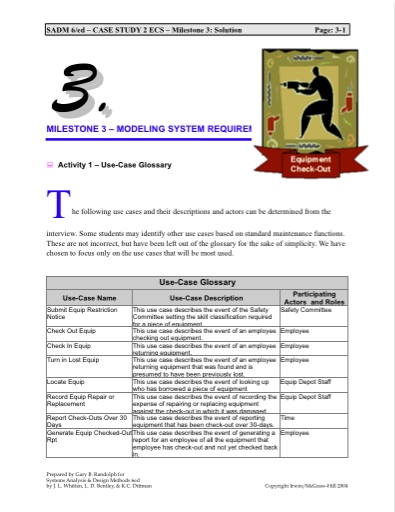 SADM 6/ed – CASE STUDY 2 ECS – Milestone 3: Solution Page: 3-1
3.
MILESTONE 3 – MODELING SYSTEM REQUIREM
Equipment
Check-Out
Activity 1 – Use-Case Glossary
The following use cases and their descriptions and actors can be determined from the
interview. Some students may identify other use cases based on standard maintenance functions.
These are not incorrect, but have been left out of the glossary for the sake of simplicity. We have
chosen to focus only on the use cases that will be most used.
Use-Case Glossary
Use-Case Name Use-Case Description Participating
Actors and Roles
Submit Equip Restriction This use case describes the event of the Safety Safety Committee
Notice Committee setting the skill classification required
for a piece of equipment
Check Out Equip This use case describes the event of an employee Employee
checking out equipment.
Check In Equip This use case describes the event of an employee Employee
returning equipment.
Turn in Lost Equip This use case describes the event of an employee Employee
returning equipment that was found and is
presumed to have been previously lost.
Locate Equip This use case describes the event of looking up Equip Depot Staff
who has borrowed a piece of equipment
Record Equip Repair or This use case describes the event of recording the Equip Depot Staff
Replacement expense of repairing or replacing equipment
against the check-out in which it was damaged
Report Check-Outs Over 30 This use case describes the event of reporting Time
Days equipment that has been check-out over 30-days.
Generate Equip Checked-Out This use case describes the event of generating a Employee
Rpt report for an employee of all the equipment that
employee has check-out and not yet checked back
in.
Prepared by Gary B. Randolph for
Systems Analysis & Design Methods 6ed
by J. L. Whitten, L. D. Bentley, & K.C. Dittman Copyright Irwin/McGraw-Hill 2004